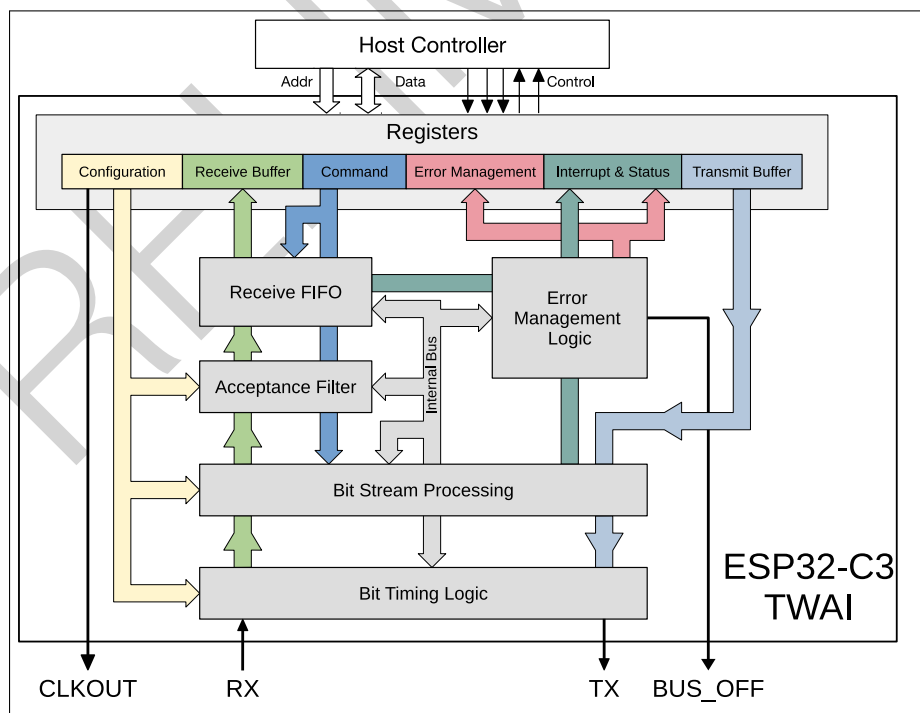 Host Controller
Addr
Data
Control
Registers
Configuration
Receive Buffer
Command
Error Management
Interrupt & Status
Transmit Buffer
Receive FIFO
Error
Management
Logic
Internal Bus
Acceptance Filter
Bit Stream Processing
Bit Timing Logic
ESP32-C3
TWAI
CLKOUT
RX
TX
BUS_OFF